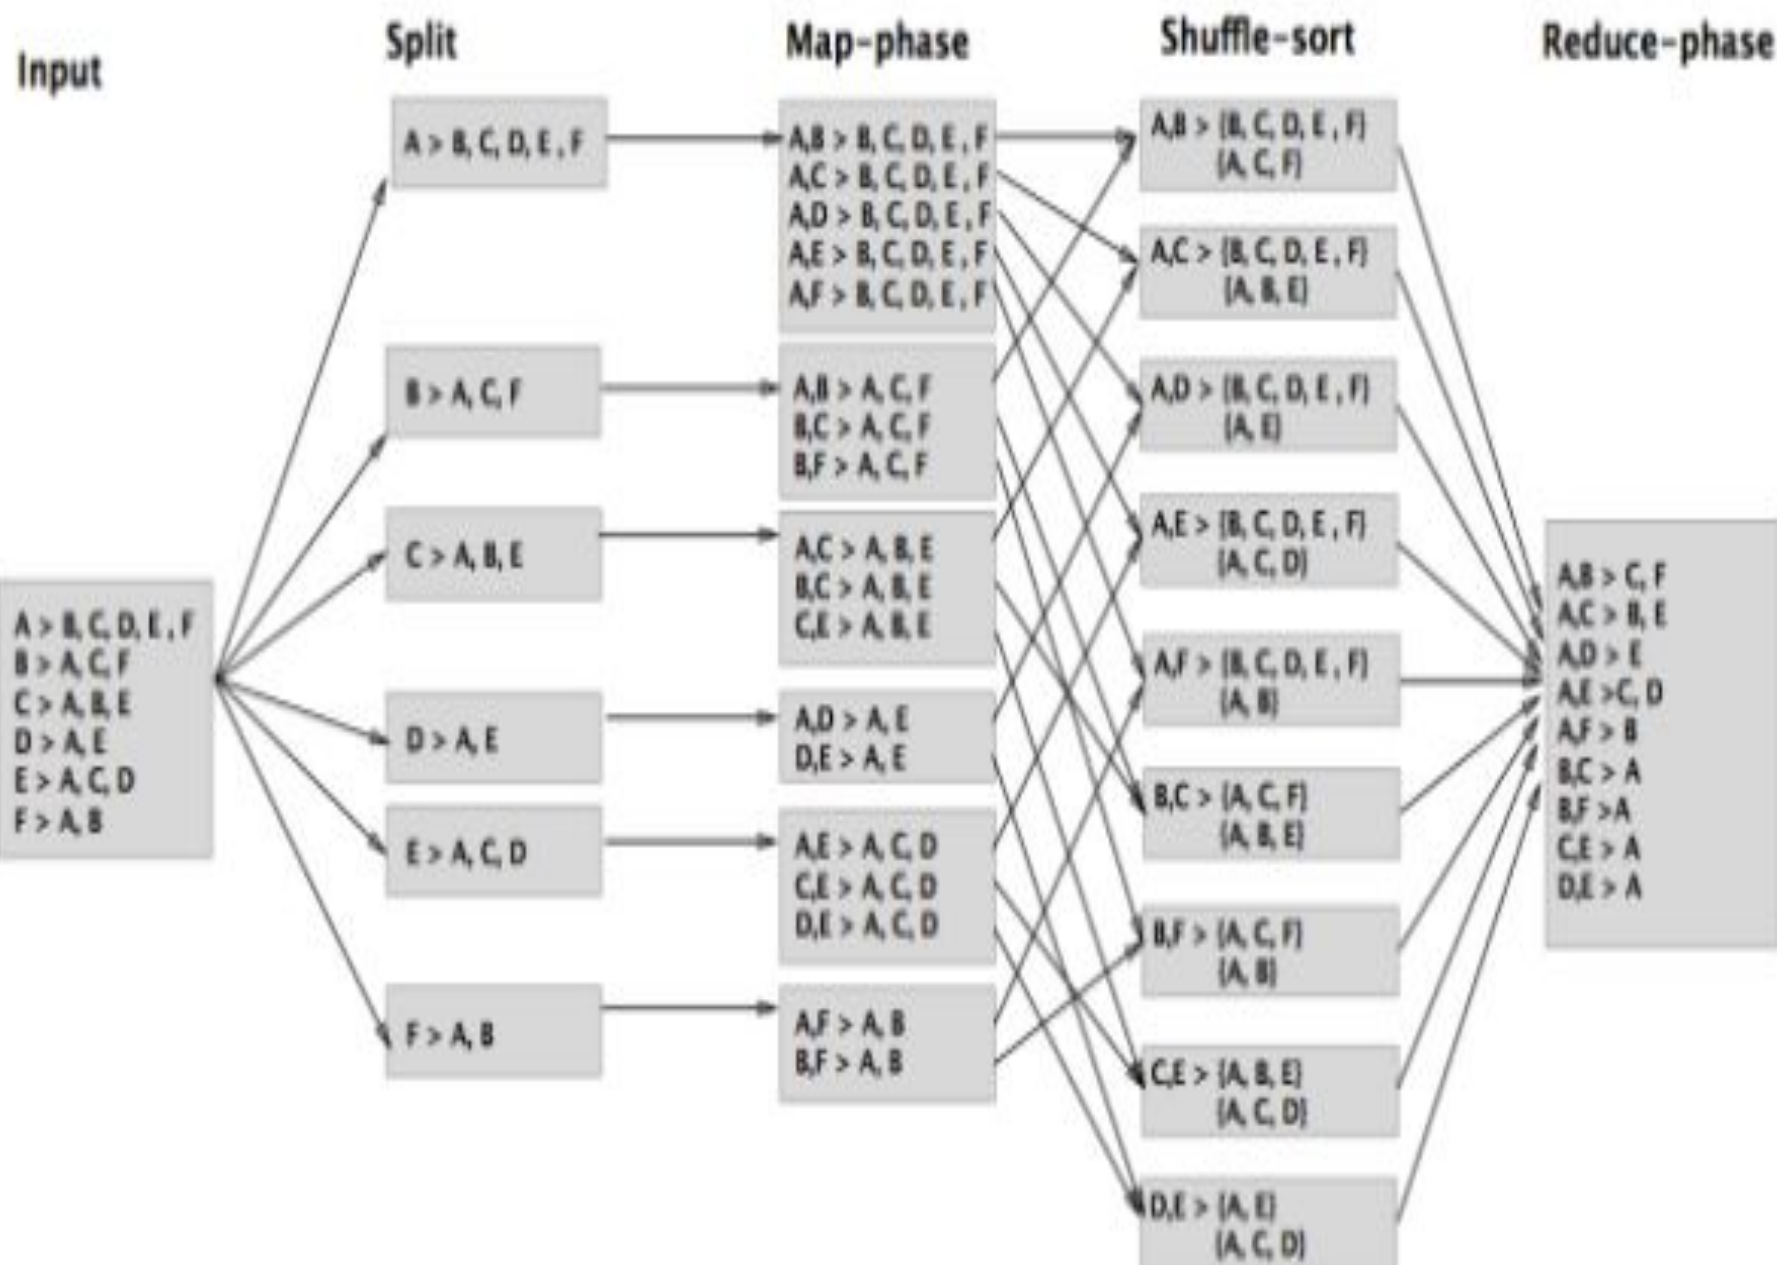 Input
Split
Map-phase
Shuffle-sort
Reduce-phase
A > B, C, D, E , F
B > A, C, F
C > A, B, E
D > A, E
E > A, C, D
F > A, B
A > B, C, D, E , F
B > A, C, F
C > A, B, E
D > A, E
E > A, C, D
F > A, B
A,B > B, C, D, E , F
A,C > B, C, D, E , F
A,D > B, C, D, E , F
A,E > B, C, D, E , F
A,F > B, C, D, E , F
A,B > A, C, F
B,C > A, C, F
B,F > A, C, F
A,C > A, B, E
B,C > A, B, E
C,E > A, B, E
A,D > A, E
D,E > A, E
A,E > A, C, D
C,E > A, C, D
D,E > A, C, D
A,F > A, B
B,F > A, B
A,B > {B, C, D, E , F}
{A, C, F}
A,C > {B, C, D, E , F}
{A, B, E}
A,D > {B, C, D, E , F}
{A, E}
A,E > {B, C, D, E , F}
{A, C, D}
A,F > {B, C, D, E , F}
{A, B}
B,C > {A, C, F}
{A, B, E}
B,F > {A, C, F}
{A, B}
C,E > {A, B, E}
{A, C, D}
D,E > {A, E}
{A, C, D}
A,B > C, F
A,C > B, E
A,D > E
A,E >C, D
A,F > B
B,C > A
B,F >A
C,E > A
D,E > A